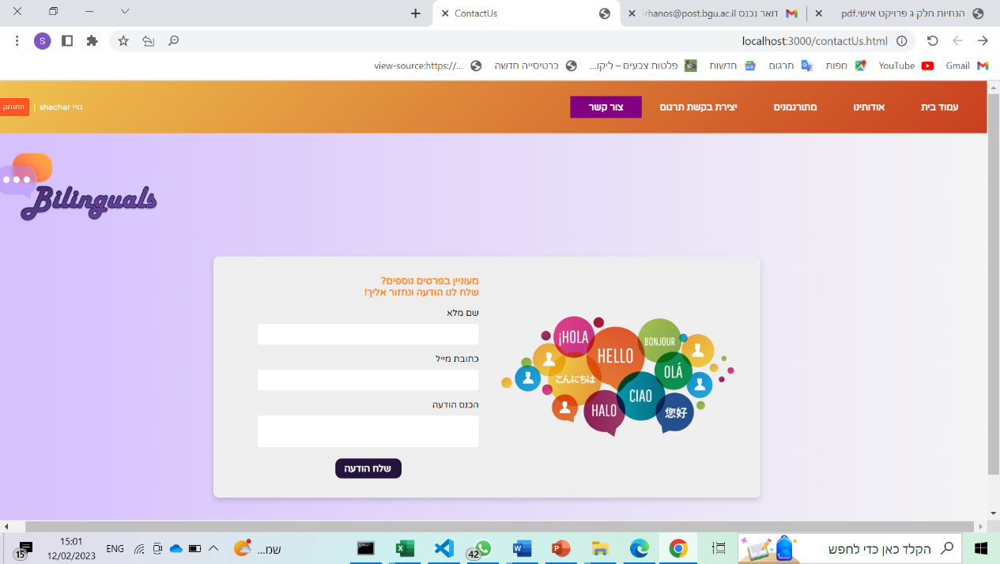 ContactUs
דואר נכנס irhanos@post.bgu.ac.il
הנחיות חלק ג פרויקט אישי.pdf
S
localhost:3000/contactUs.html
Gmail
YouTube
מפות
תרגום
חדשות
פלטות צבעים – ליקו...
כרטיסייה חדשה
view-source:https://...
עמוד בית
אודותינו
מתורגמנים
יצירת בקשת תרגום
צור קשר
היי shachar |
התנתק
Bilinguals
מעוניין בפרטים נוספים?
שלח לנו הודעה ונחזור אליך!
שם מלא
כתובת מייל
הכנס הודעה
שלח הודעה
¡HOLA
HELLO
BONJOUR
こんにちは
OLÁ
CIAO
HALO
您好
הקלד כאן כדי לחפש
42
שמ...
ENG
15:01
12/02/2023
15